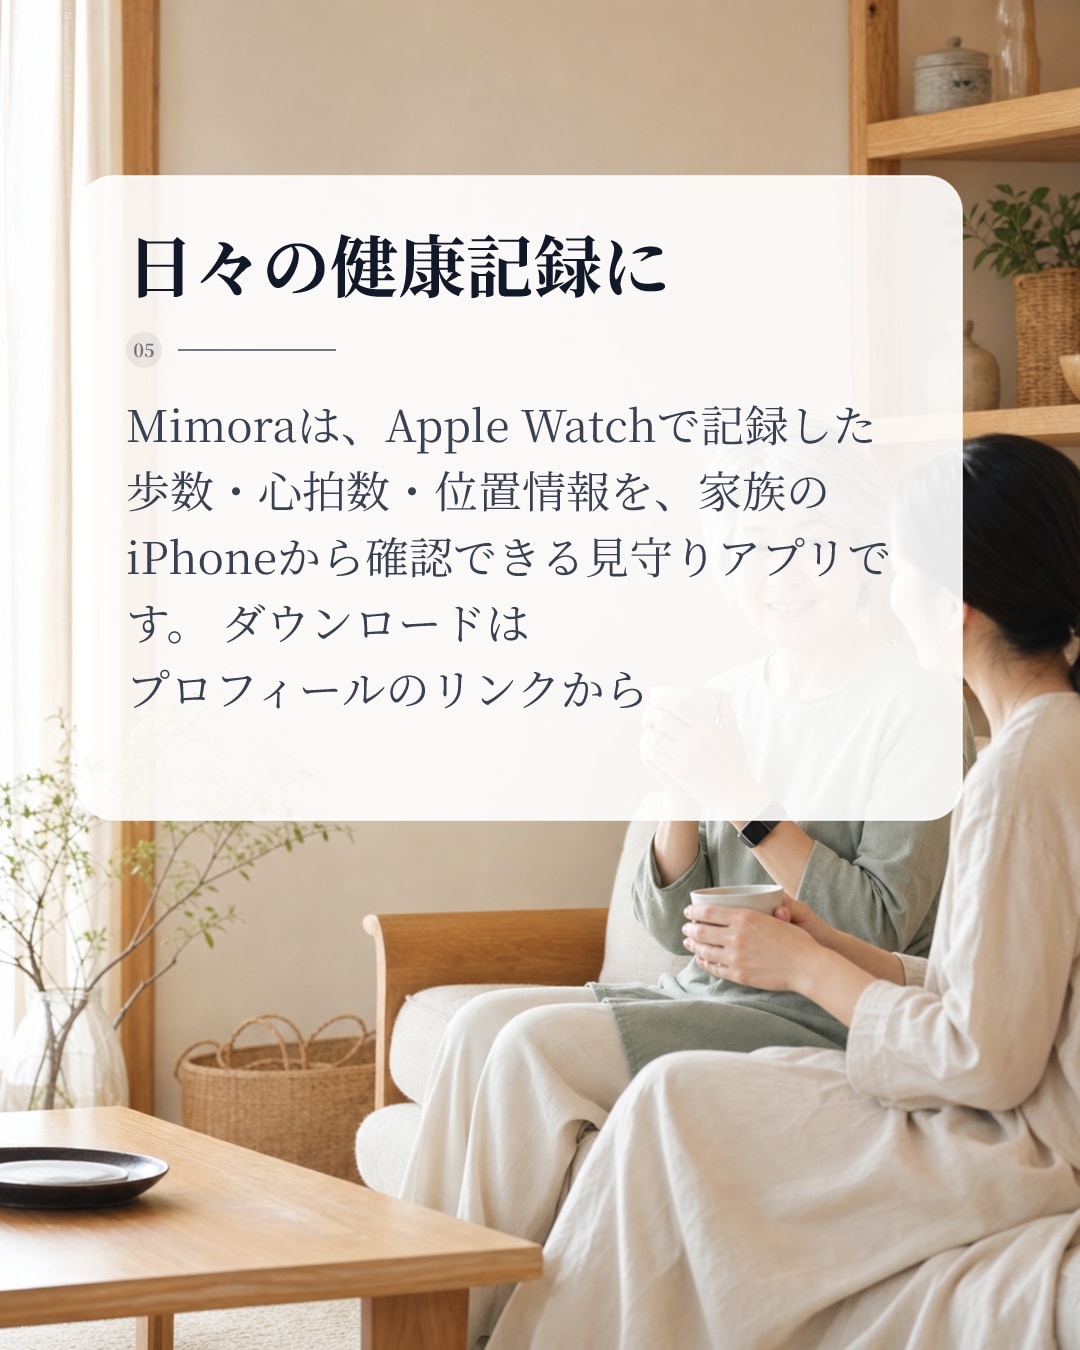 日々の健康記録に
05
Mimoraは、Apple Watchで記録した
歩数・心拍数・位置情報を、家族の
iPhoneから確認できる見守りアプリで
す。 ダウンロードは
プロフィールのリンクから